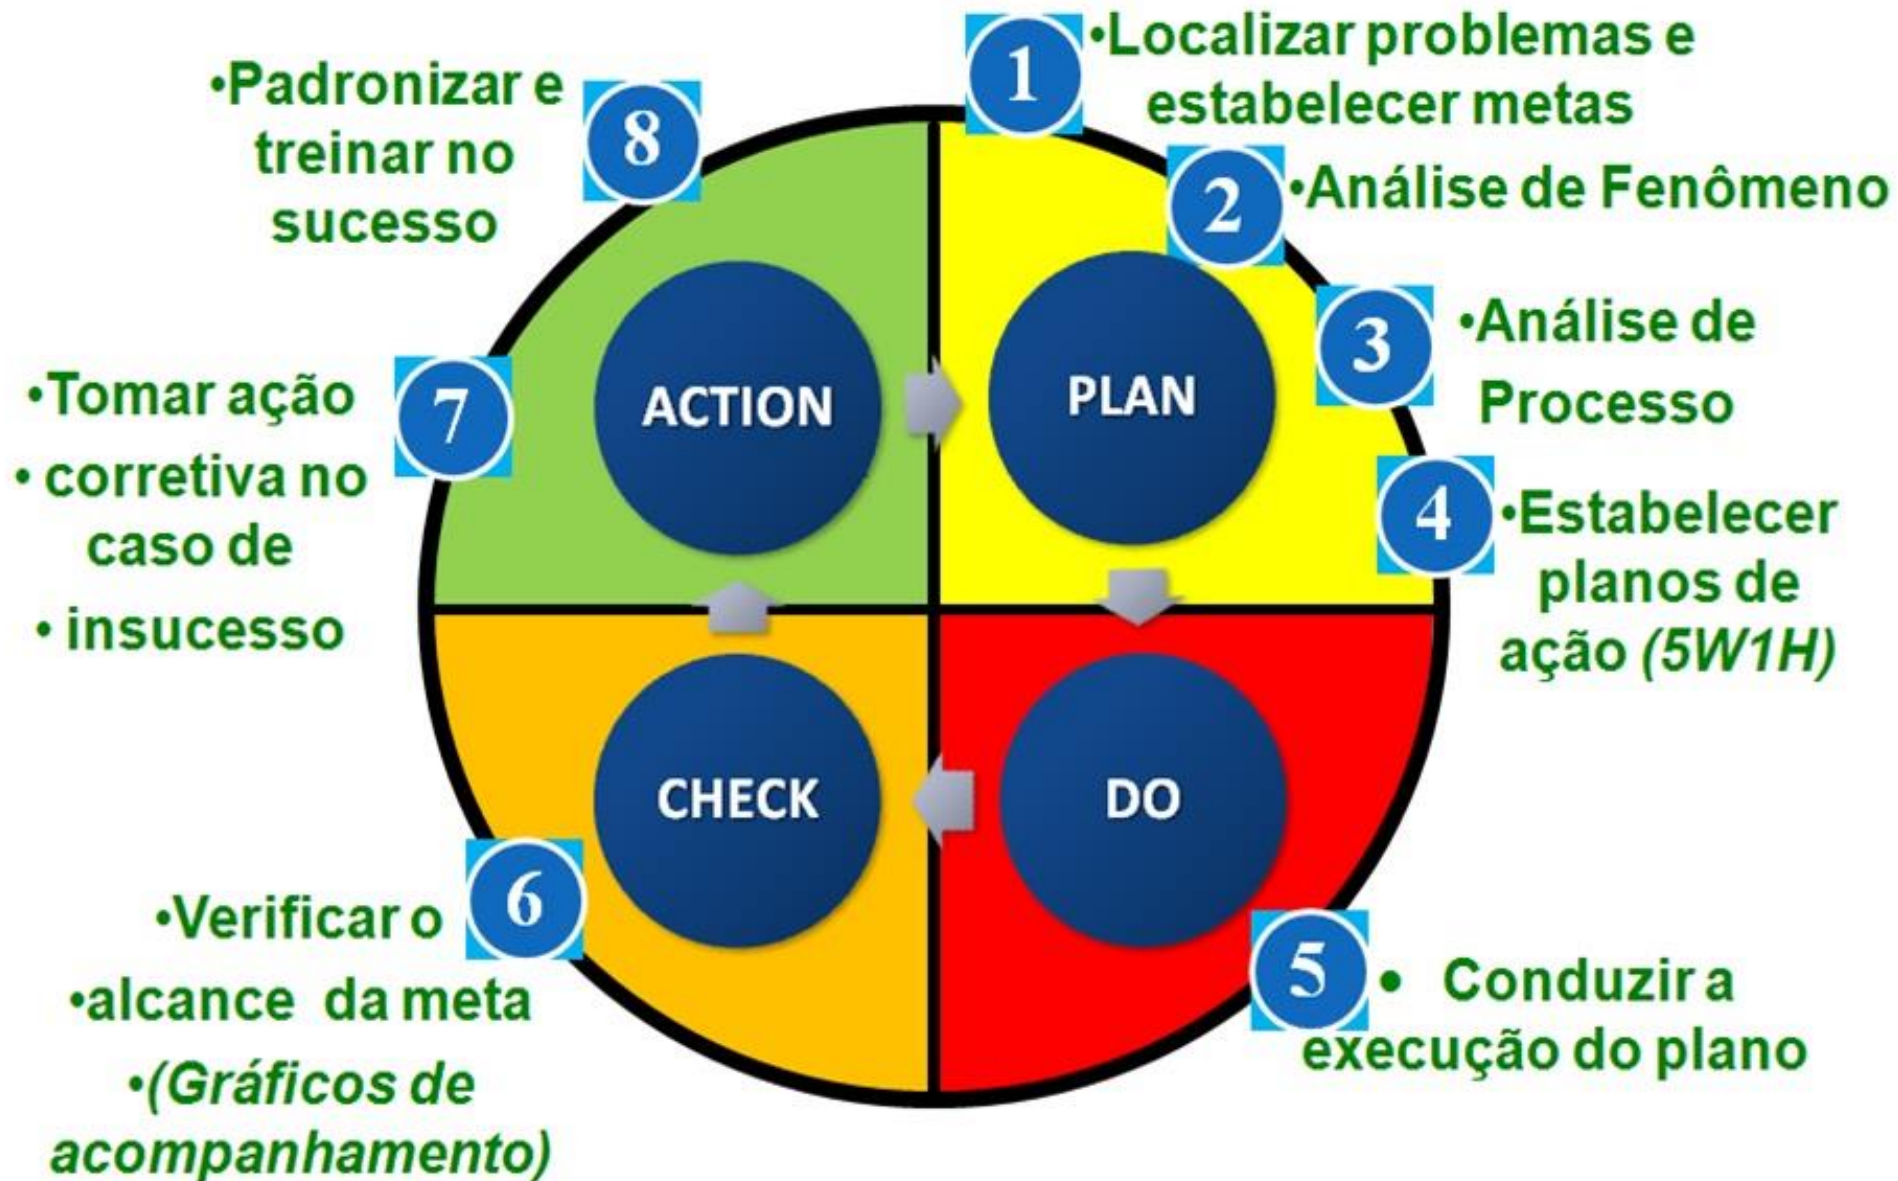 1
•Localizar problemas e
estabelecer metas
2
•Análise de Fenômeno
3
•Análise de
Processo
4
•Estabelecer
planos de
ação (5W1H)
5
• Conduzir a
execução do plano
6
•Verificar o
•alcance da meta
•(Gráficos de
acompanhamento)
7
•Tomar ação
• corretiva no
caso de
• insucesso
8
•Padronizar e
treinar no
sucesso
ACTION
PLAN
CHECK
DO